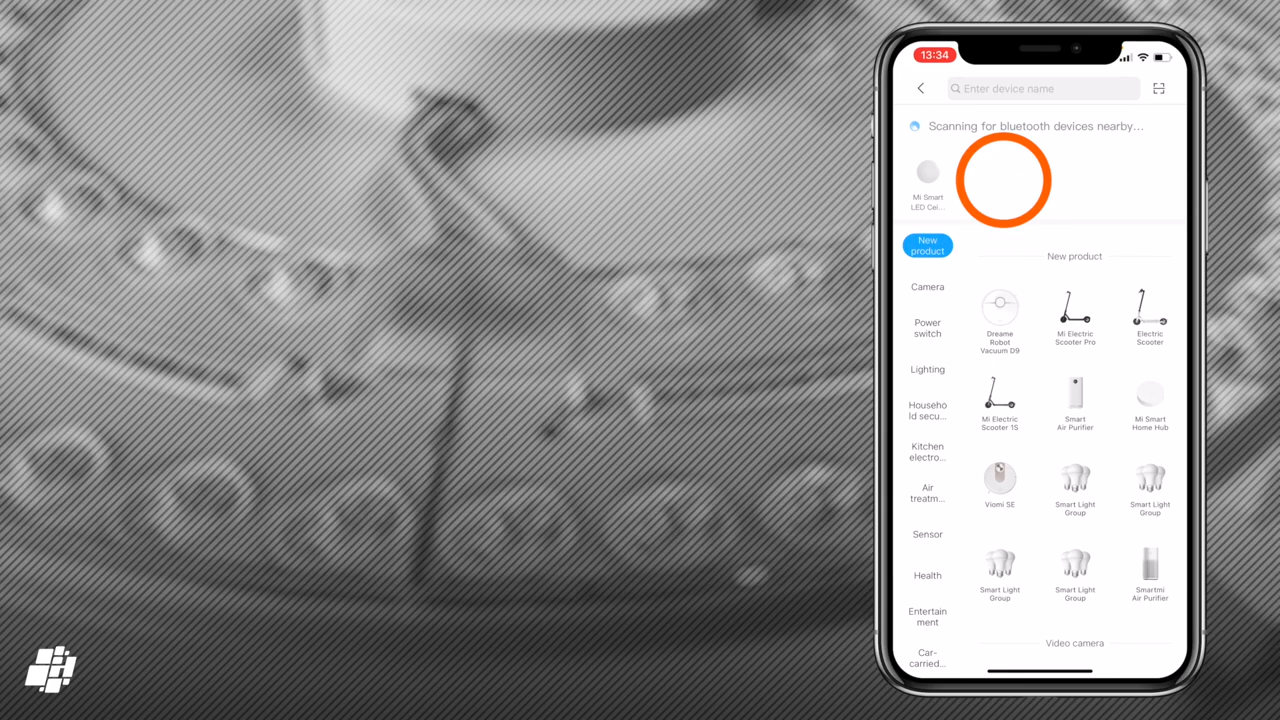 13:34
Enter device name
Scanning for bluetooth devices nearby...
Mi Smart
LED Cei...
New
product
New product
Camera
Power
switch
Lighting
Househo
ld secu...
Kitchen
electro...
Air
treatm...
Sensor
Health
Entertain
ment
Car-
carried...
Dreame
Robot
Vacuum D9
Mi Electric
Scooter Pro
Electric
Scooter
Mi Electric
Scooter 1S
Smart
Air Purifier
Mi Smart
Home Hub
Viomi SE
Smart Light
Group
Smart Light
Group
Smart Light
Group
Smart Light
Group
Smartmi
Air Purifier
Video camera